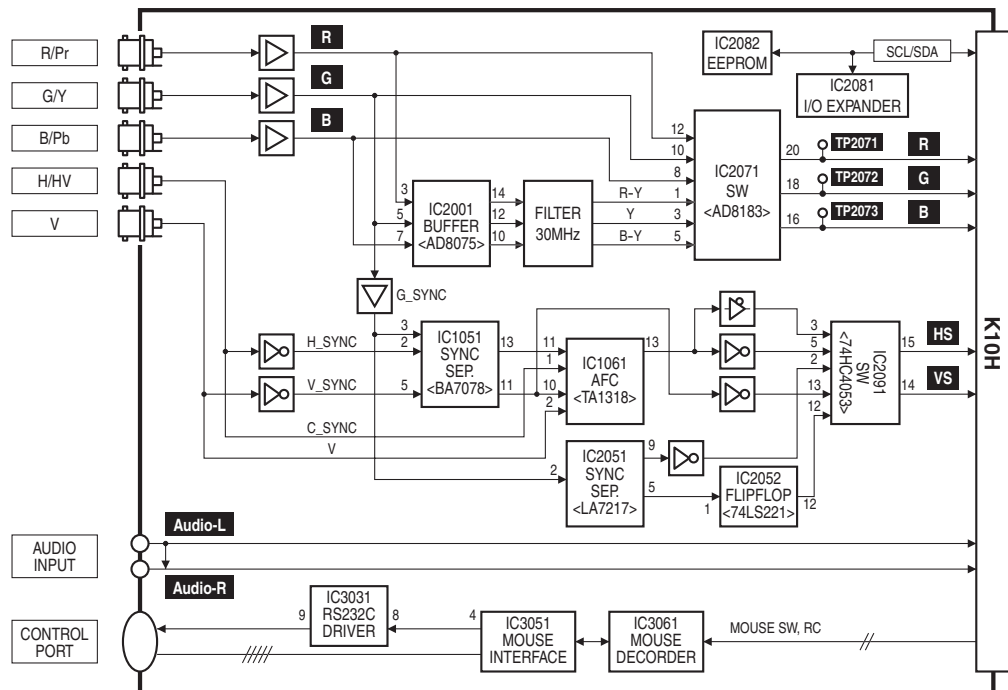 R/Pr
G/Y
B/Pb
H/HV
V
R
G
B
IC2082
EEPROM
SCL/SDA
IC2081
I/O EXPANDER
12
10
8
1
3
5
IC2071
SW
<AD8183>
20
18
16
TP2071
R
TP2072
G
TP2073
B
3
5
7
IC2001
BUFFER
<AD8075>
14
12
10
FILTER
30MHz
R-Y
Y
B-Y
G_SYNC
H_SYNC
V_SYNC
C_SYNC
V
3
2
5
IC1051
SYNC
SEP.
<BA7078>
13
11
11
1
10
2
IC1061
AFC
<TA1318>
13
3
5
2
13
12
IC2091
SW
<74HC4053>
15
14
HS
VS
K10H
2
IC2051
SYNC
SEP.
<LA7217>
9
5
1
IC2052
FLIPFLOP
<74LS221>
12
AUDIO
INPUT
Audio-L
Audio-R
CONTROL
PORT
9
IC3031
RS232C
DRIVER
8
4
IC3051
MOUSE
INTERFACE
IC3061
MOUSE
DECORDER
MOUSE SW, RC